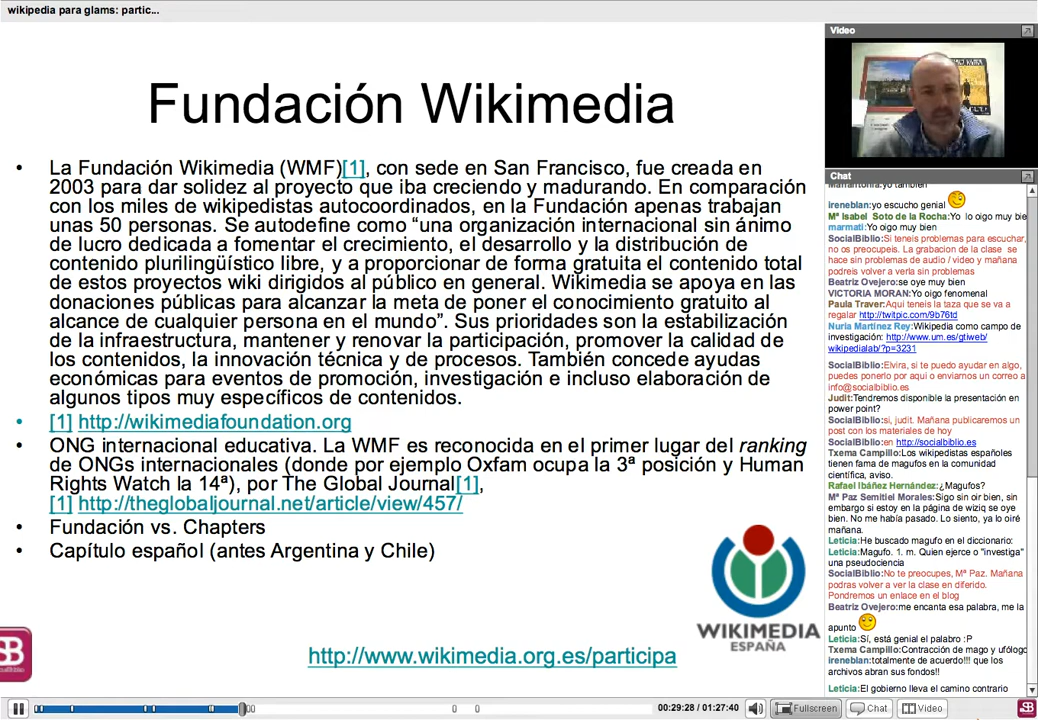 wikipedia para glams: partic...
Fundación Wikimedia
• La Fundación Wikimedia (WMF)[1], con sede en San Francisco, fue creada en
2003 para dar solidez al proyecto que iba creciendo y madurando. En comparación
con los miles de wikipedistas autocoordinados, en la Fundación apenas trabajan
unas 50 personas. Se autodefine como “una organización internacional sin ánimo
de lucro dedicada a fomentar el crecimiento, el desarrollo y la distribución de
contenido plurilingüístico libre, y a proporcionar de forma gratuita el contenido total
de estos proyectos wiki dirigidos al público en general. Wikimedia se apoya en las
donaciones públicas para alcanzar la meta de poner el conocimiento gratuito al
alcance de cualquier persona en el mundo”. Sus prioridades son la estabilización
de la infraestructura, mantener y renovar la participación, promover la calidad de
los contenidos, la innovación técnica y de procesos. También concede ayudas
económicas para eventos de promoción, investigación e incluso elaboración de
algunos tipos muy específicos de contenidos.
• [1] http://wikimediafoundation.org
• ONG internacional educativa. La WMF es reconocida en el primer lugar del ranking
de ONGs internacionales (donde por ejemplo Oxfam ocupa la 3ª posición y Human
Rights Watch la 14ª), por The Global Journal[1],
[1] http://theglobaljournal.net/article/view/457/
• Fundación vs. Chapters
• Capítulo español (antes Argentina y Chile)
WIKIMEDIA
ESPAÑA
http://www.wikimedia.org.es/participa
SB
Video
Chat
yo también
ireneblan:yo escucho genial
Mª Isabel Soto de la Rocha:Yo lo oigo muy bie
marmati:Yo oigo muy bien
SocialBiblio:Si teneis problemas para escuchar,
no os preocupeis. La grabacion de la clase se
hace sin problemas de audio / video y mañana
podreis volver a verla sin problemas
Beatriz Ovejero:se oye muy bien
VICTORIA MORAN:Yo oigo fenomenal
Paula Traver:Aqui teneis la taza que se va a
regalar http://twitpic.com/9b76td
Nuria Martínez Rey:Wikipedia como campo de
investigación: http://www.um.es/gtiweb/
wikipedialab/?p=3231
SocialBiblio:Elvira, si te puedo ayudar en algo,
puedes ponerlo por aqui o enviarnos un correo a
info@socialbiblio.es
Judit:Tendremos disponible la presentación en
power point?
SocialBiblio:si, judit. Mañana publicaremos un
post con los materiales de hoy
SocialBiblio:en http://socialbiblio.es
Txema Campillo:Los wikipedistas españoles
tienen fama de magufos en la comunidad
científica, aviso.
Rafael Ibáñez Hernández:¿Magufos?
Mª Paz Semitiel Morales:Sigo sin oir bien, sin
embargo si estoy en la página de wiziq se oye
bien. No me había pasado. Lo siento, ya lo oiré
mañana.
Leticia:He buscado magufo en el diccionario:
Leticia:Magufo. 1. m. Quien ejerce o "investiga"
una pseudociencia
SocialBiblio:No te preocupes, Mª Paz. Mañana
podras volver a ver la clase en diferido.
Pondremos un enlace en el blog
Beatriz Ovejero:me encanta esa palabra, me la
apunto
Leticia:Sí, está genial el palabro :P
Txema Campillo:Contracción de mago y ufólogo
ireneblan:totalmente de acuerdo!!! que los
archivos abran sus fondos!!
Leticia:El gobierno lleva el camino contrario
00:29:28 / 01:27:40
Fullscreen
Chat
Video
SB